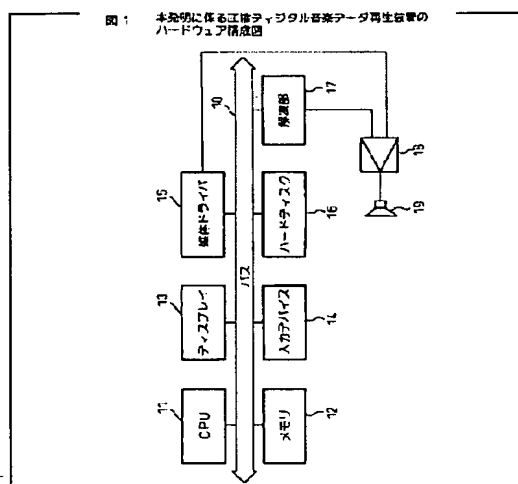 図 1 本発明に係る圧縮ディジタル音楽データ再生装置の
ハードウェア構成図
17
10
解凍部
18
15
媒体ドライバ
ハードディスク
16
19
バス
13
ディスプレイ
入力デバイス
14
11
CPU
メモリ
12